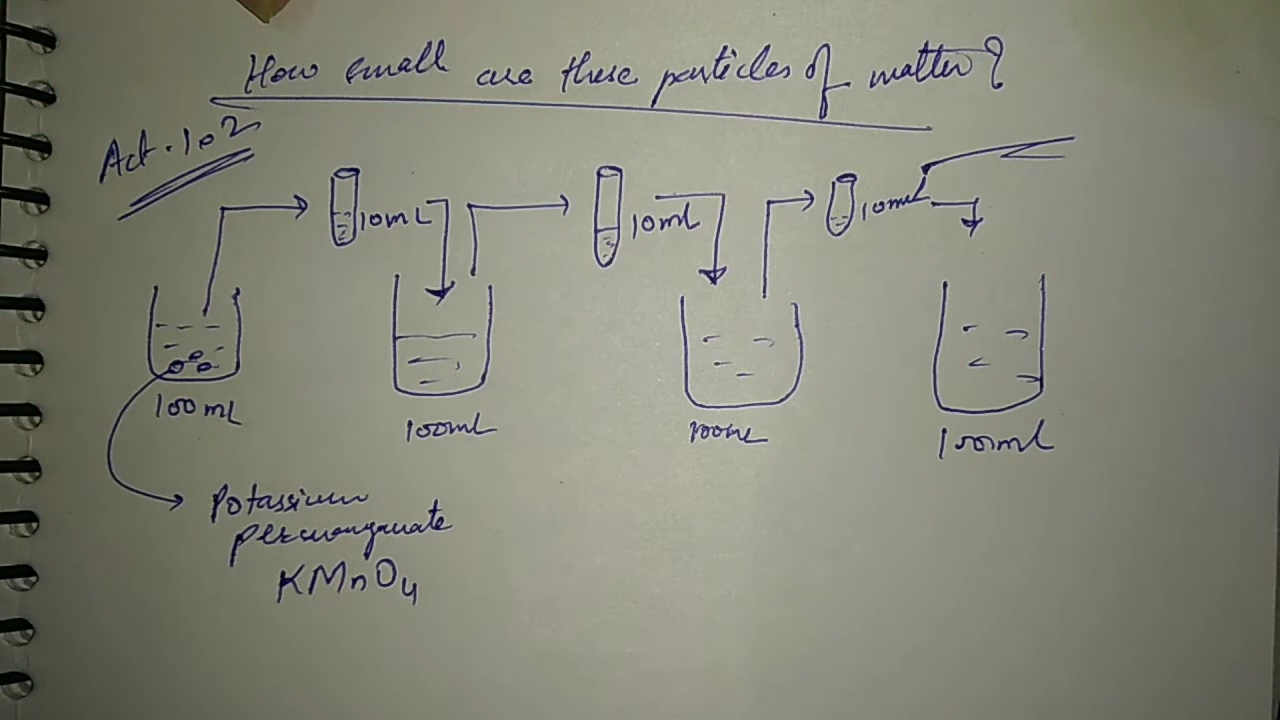 How small are these particles of matter?
Act. 1.2
10mL
10mL
10mL
100mL
100mL
100mL
100mL
Potassium
permanganate
KMnO4